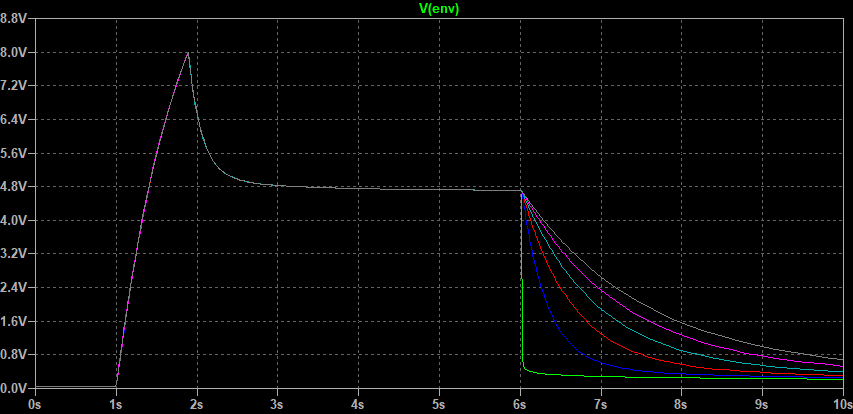 V(env)
8.8V
8.0V
7.2V
6.4V
5.6V
4.8V
4.0V
3.2V
2.4V
1.6V
0.8V
0.0V
0s 1s 2s 3s 4s 5s 6s 7s 8s 9s 10s